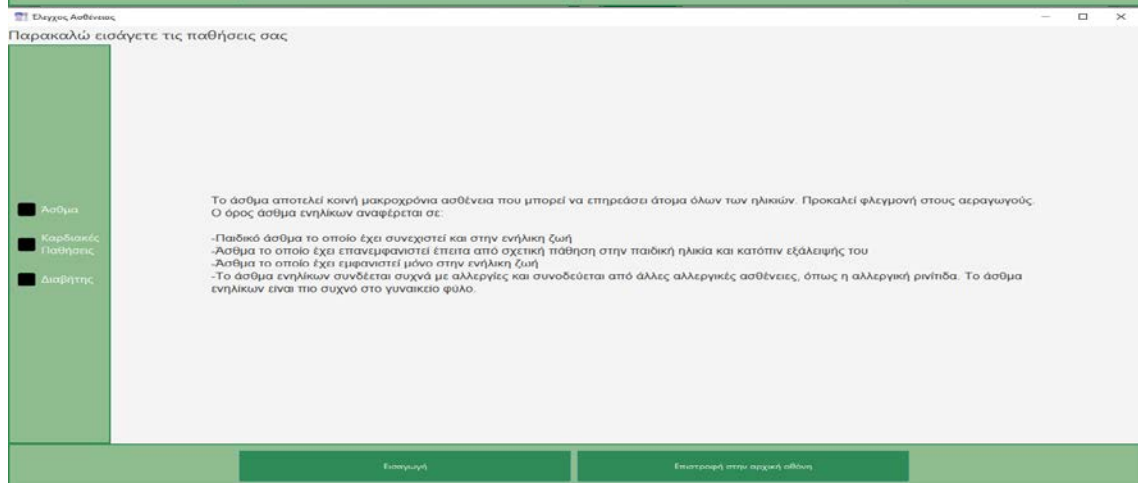 Έλεγχος Ασθένειας
Παρακαλώ εισάγετε τις παθήσεις σας
Άσθμα
Καρδιακές
Παθήσεις
Διαβήτης
Το άσθμα αποτελεί κοινή μακροχρόνια ασθένεια που μπορεί να επηρεάσει άτομα όλων των ηλικιών. Προκαλεί φλεγμονή στους αεραγωγούς.
Ο όρος άσθμα ενηλίκων αναφέρεται σε:
-Παιδικό άσθμα το οποίο έχει συνεχιστεί και στην ενήλικη ζωή
-Άσθμα το οποίο έχει επανεμφανιστεί έπειτα από σχετική πάθηση στην παιδική ηλικία και κατόπιν εξάλειψής του
-Άσθμα το οποίο έχει εμφανιστεί μόνο στην ενήλικη ζωή
-Το άσθμα ενηλίκων συνδέεται συχνά με αλλεργίες και συνοδεύεται από άλλες αλλεργικές ασθένειες, όπως η αλλεργική ρινίτιδα. Το άσθμα
ενηλίκων είναι πιο συχνό στο γυναικείο φύλο.
Εισαγωγή
Επιστροφή στην αρχική οθόνη